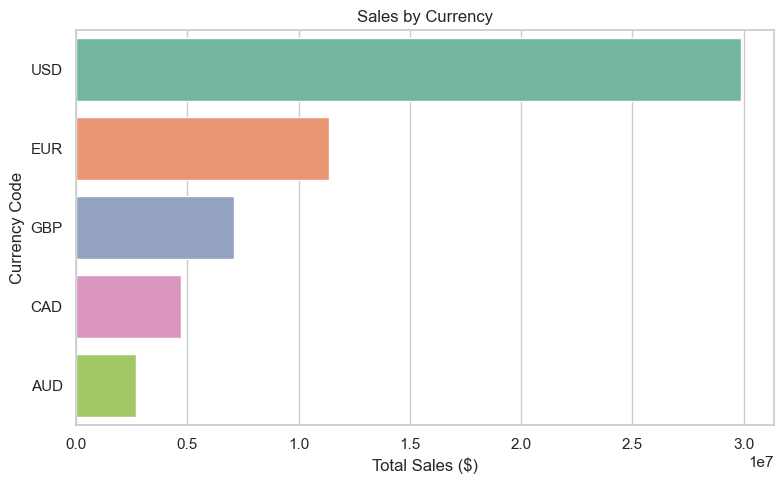 Sales by Currency
USD
EUR
GBP
CAD
AUD
Currency Code
0.0 0.5 1.0 1.5 2.0 2.5 3.0
1e7
Total Sales ($)